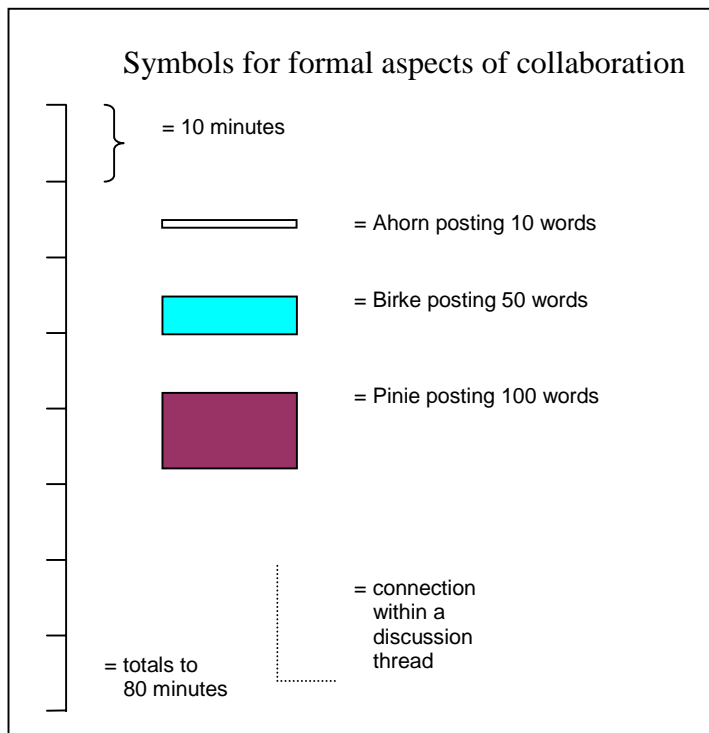 Symbols for formal aspects of collaboration
= 10 minutes
= Ahorn posting 10 words
= Birke posting 50 words
= Pinie posting 100 words
= connection
within a
discussion
thread
= totals to
80 minutes